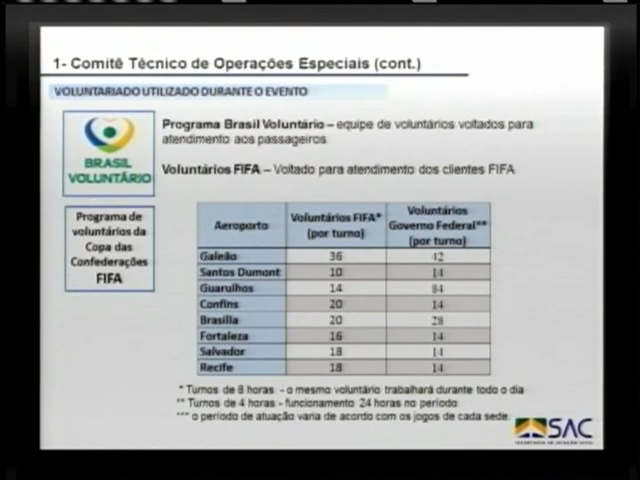 1- Comitê Técnico de Operações Especiais (cont.)
VOLUNTARIADO UTILIZADO DURANTE O EVENTO
Programa Brasil Voluntário – equipe de voluntários voltados para
atendimento aos passageiros
BRASIL
VOLUNTÁRIO
Voluntários FIFA – Voltado para atendimento dos clientes FIFA
Programa de
voluntários da
Copa das
Confederações
FIFA
Aeroporto Voluntários FIFA* (por turno) Voluntários Governo Federal** (por turno)
Galeão 36 42
Santos Dumont 10 14
Guarulhos 14 84
Confins 20 14
Brasília 20 28
Fortaleza 16 14
Salvador 18 14
Recife 18 14
* Turnos de 8 horas - o mesmo voluntário trabalhará durante todo o dia
** Turnos de 4 horas - funcionamento 24 horas no período
*** o período de atuação varia de acordo com os jogos de cada sede.
SAC